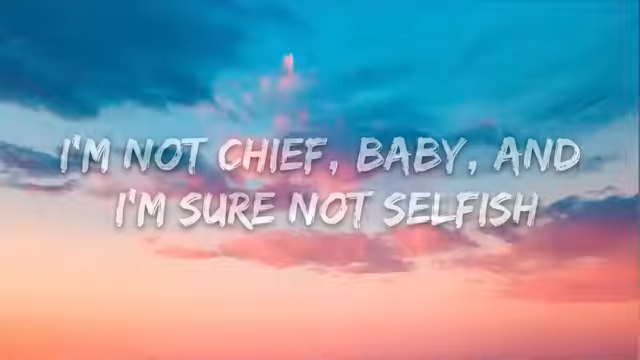 I'M NOT CHIEF, BABY, AND
I'M SURE NOT SELFISH